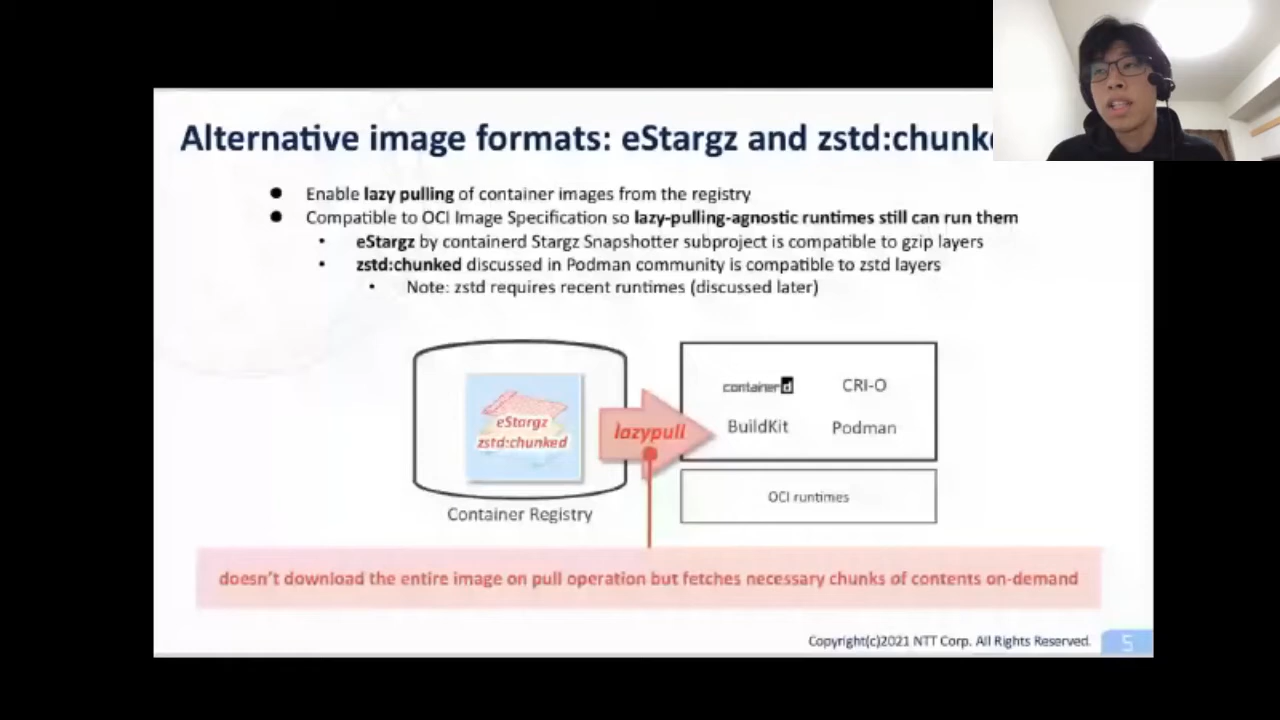 Alternative image formats: eStargz and zstd:chunke
Enable lazy pulling of container images from the registry
Compatible to OCI Image Specification so lazy-pulling-agnostic runtimes still can run them
eStargz by containerd Stargz Snapshotter subproject is compatible to gzip layers
zstd:chunked discussed in Podman community is compatible to zstd layers
Note: zstd requires recent runtimes (discussed later)
eStargz
zstd:chunked
Container Registry
lazypull
containerd CRI-O
BuildKit Podman
OCI runtimes
doesn't download the entire image on pull operation but fetches necessary chunks of contents on-demand
Copyright(c)2021 NTT Corp. All Rights Reserved.
5